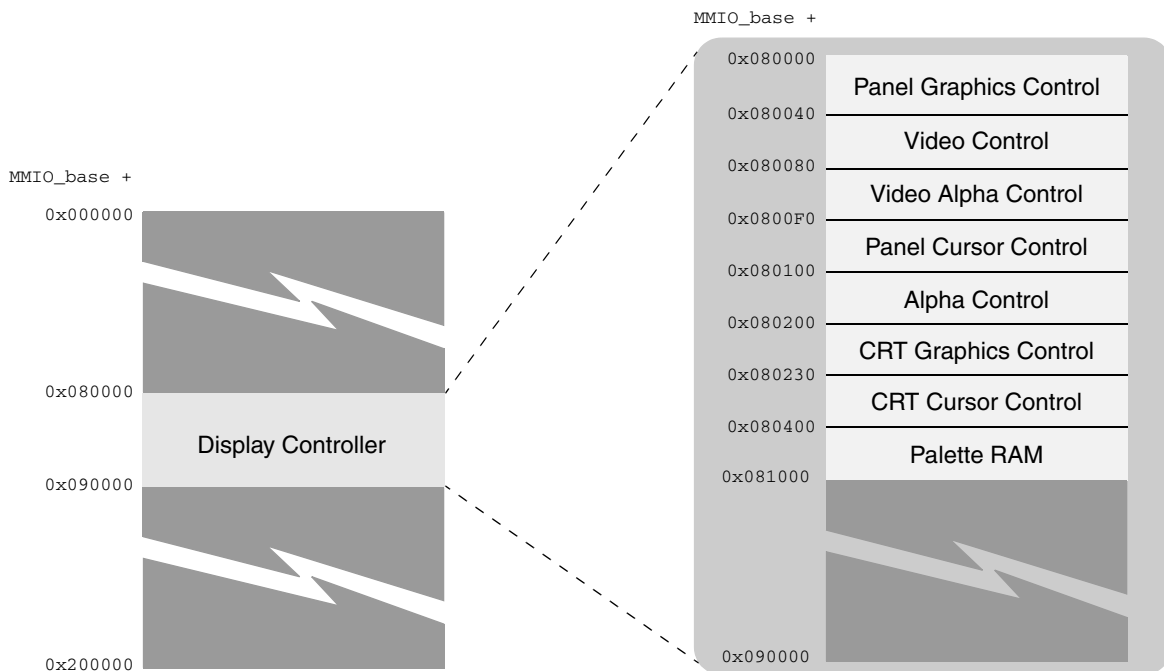 MMIO_base +
0x000000
0x080000
Display Controller
0x090000
0x200000
MMIO_base +
0x080000
Panel Graphics Control
0x080040
Video Control
0x080080
Video Alpha Control
0x0800F0
Panel Cursor Control
0x080100
Alpha Control
0x080200
CRT Graphics Control
0x080230
CRT Cursor Control
0x080400
Palette RAM
0x081000
0x090000